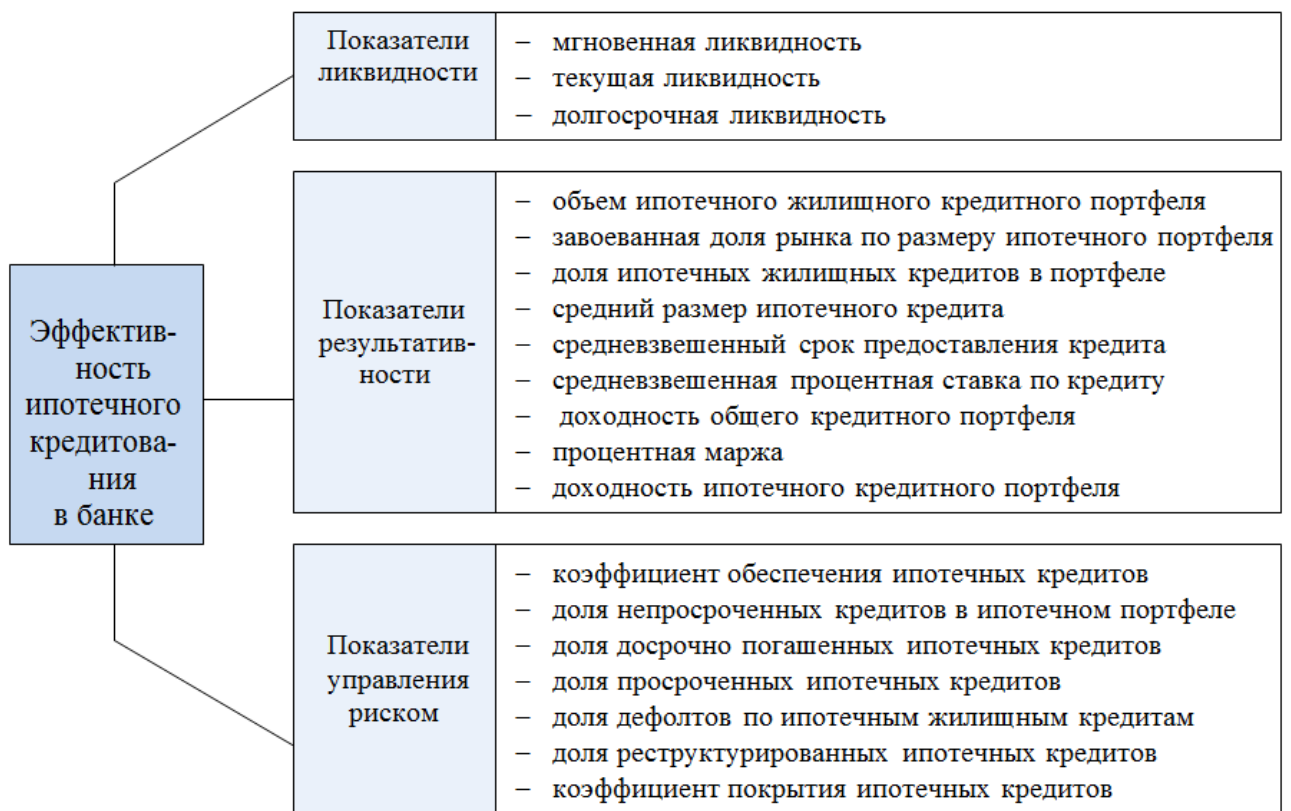 Эффектив-
ность
ипотечного
кредитова-
ния
в банке
Показатели
ликвидности
– мгновенная ликвидность
– текущая ликвидность
– долгосрочная ликвидность
Показатели
результатив-
ности
– объем ипотечного жилищного кредитного портфеля
– завоеванная доля рынка по размеру ипотечного портфеля
– доля ипотечных жилищных кредитов в портфеле
– средний размер ипотечного кредита
– средневзвешенный срок предоставления кредита
– средневзвешенная процентная ставка по кредиту
– доходность общего кредитного портфеля
– процентная маржа
– доходность ипотечного кредитного портфеля
Показатели
управления
риском
– коэффициент обеспечения ипотечных кредитов
– доля непросроченных кредитов в ипотечном портфеле
– доля досрочно погашенных ипотечных кредитов
– доля просроченных ипотечных кредитов
– доля дефолтов по ипотечным жилищным кредитам
– доля реструктурированных ипотечных кредитов
– коэффициент покрытия ипотечных кредитов